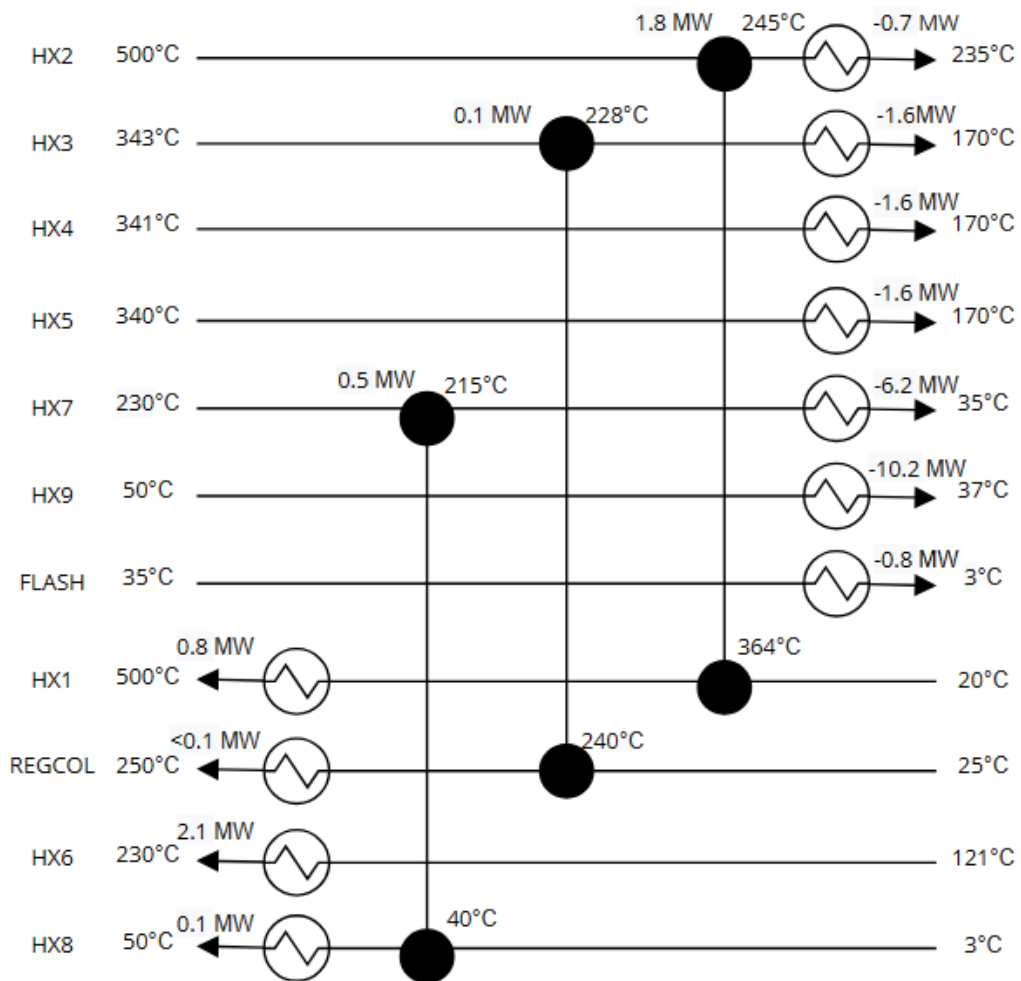 1.8 MW 245°C -0.7 MW
HX2 500°C 235°C
0.1 MW 228°C -1.6MW
HX3 343°C 170°C
-1.6 MW
HX4 341°C 170°C
-1.6 MW
HX5 340°C 170°C
0.5 MW 215°C -6.2 MW
HX7 230°C 35°C
-10.2 MW
HX9 50°C 37°C
-0.8 MW
FLASH 35°C 3°C
0.8 MW 364°C
HX1 500°C 20°C
<0.1 MW 240°C
REGCOL 250°C 25°C
2.1 MW
HX6 230°C 121°C
0.1 MW 40°C
HX8 50°C 3°C